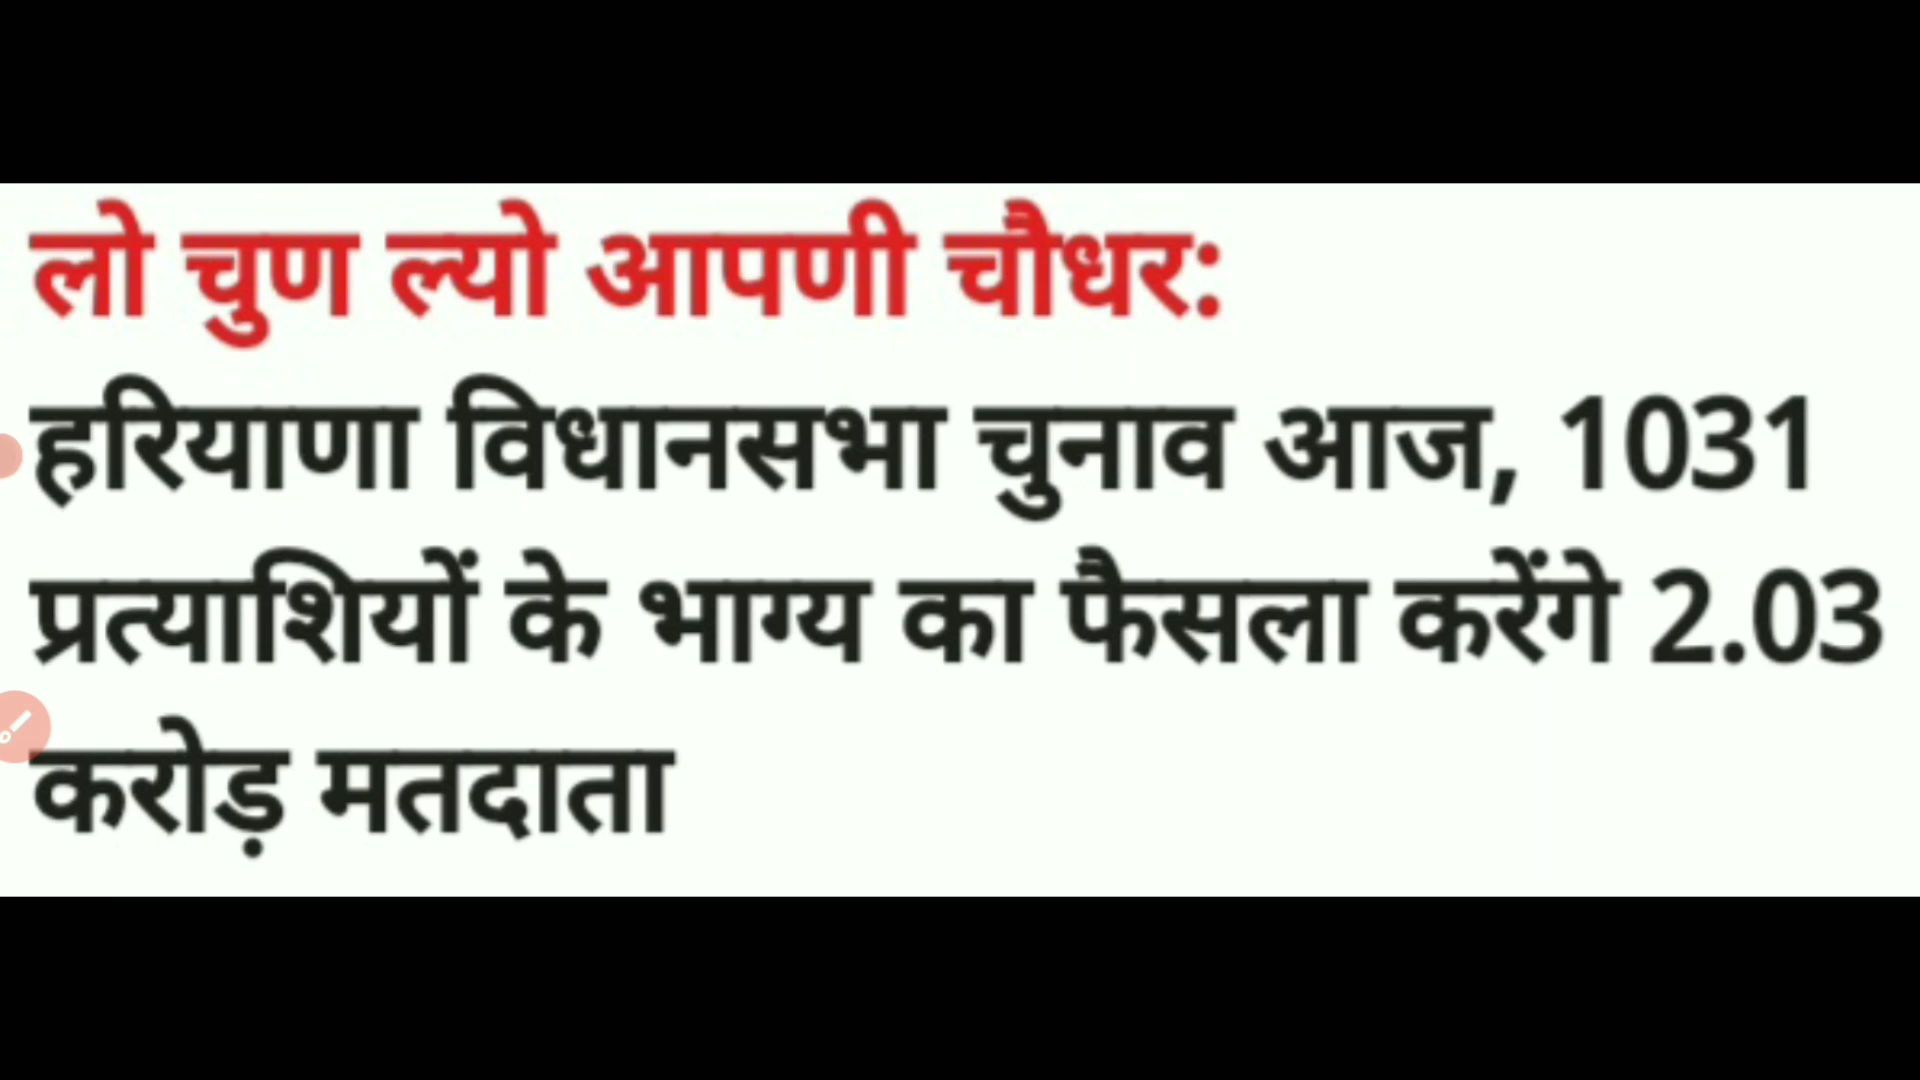 लो चुण ल्यो आपणी चौधर:
हरियाणा विधानसभा चुनाव आज, 1031
प्रत्याशियों के भाग्य का फैसला करेंगे 2.03
करोड़ मतदाता